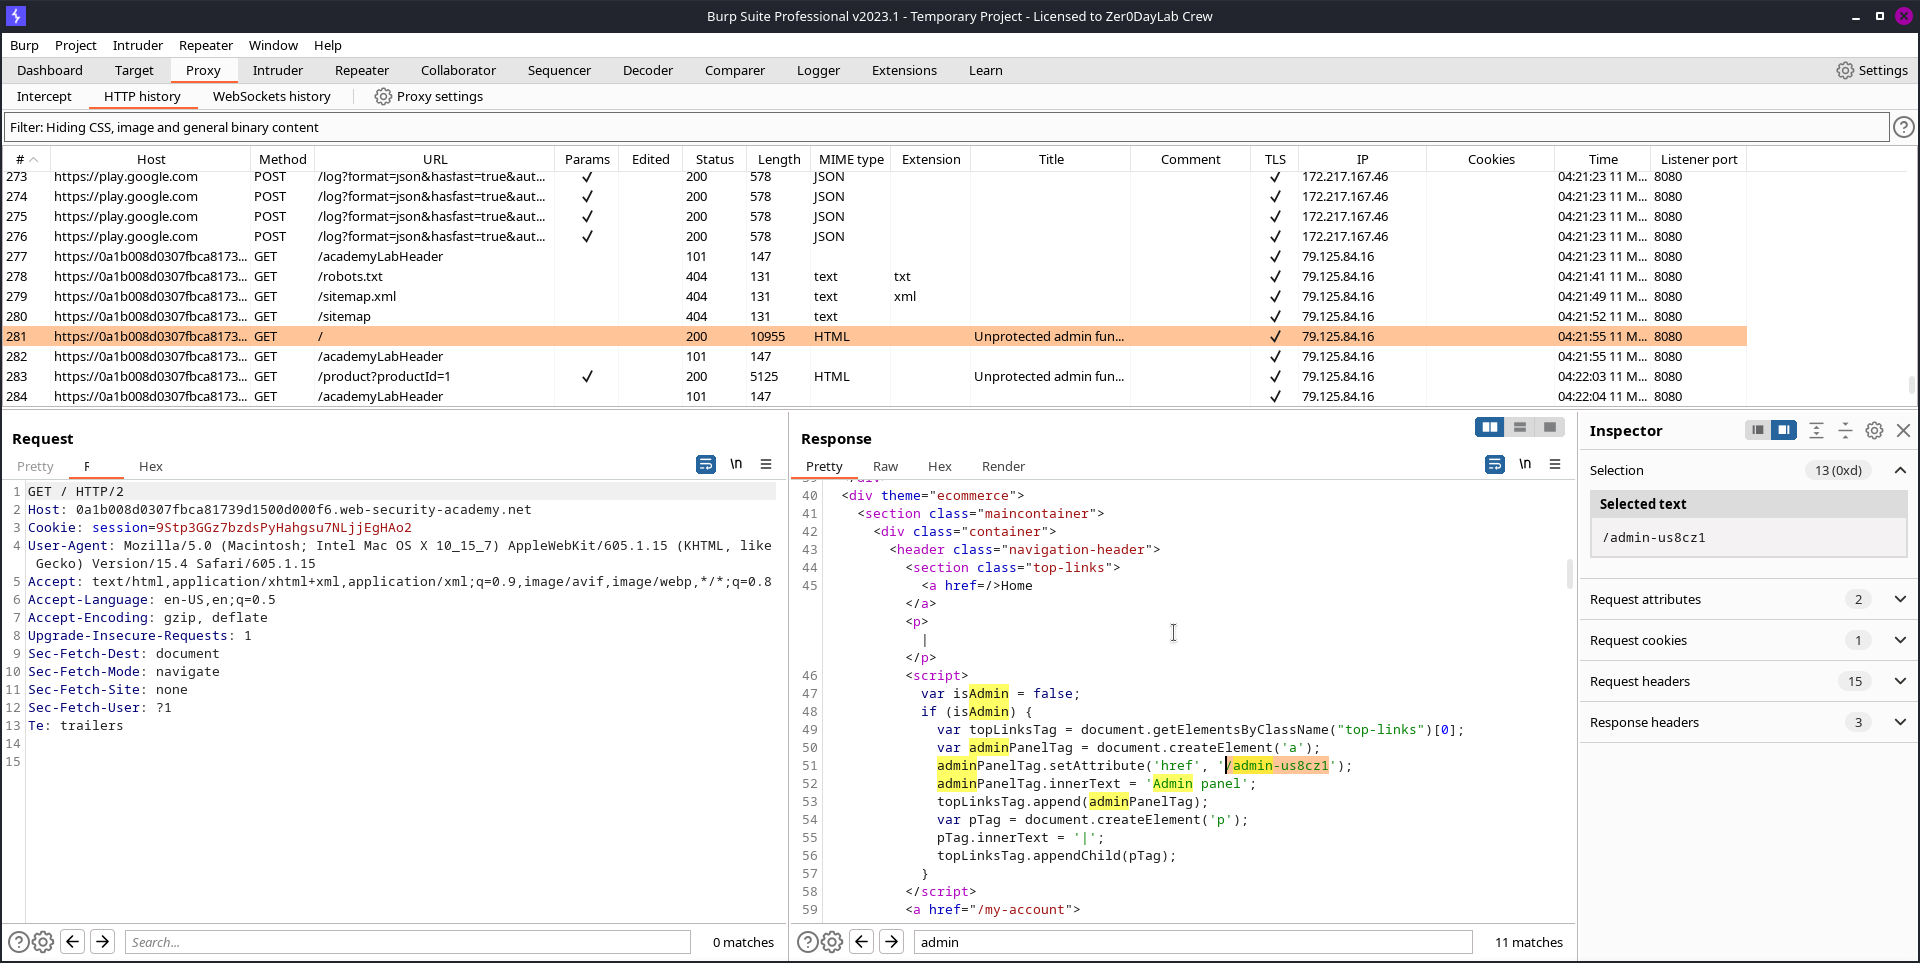 Burp Suite Professional v2023.1 - Temporary Project - Licensed to Zer0DayLab Crew
Burp Project Intruder Repeater Window Help
Dashboard Target Proxy Intruder Repeater Collaborator Sequencer Decoder Comparer Logger Extensions Learn Settings
Intercept HTTP history WebSockets history Proxy settings
Filter: Hiding CSS, image and general binary content
# Host Method URL Params Edited Status Length MIME type Extension Title Comment TLS IP Cookies Time Listener port
273 https://play.google.com POST /log?format=json&hasfast=true&aut... ✓ 200 578 JSON ✓ 172.217.167.46 04:21:23 11 M... 8080
274 https://play.google.com POST /log?format=json&hasfast=true&aut... ✓ 200 578 JSON ✓ 172.217.167.46 04:21:23 11 M... 8080
275 https://play.google.com POST /log?format=json&hasfast=true&aut... ✓ 200 578 JSON ✓ 172.217.167.46 04:21:23 11 M... 8080
276 https://play.google.com POST /log?format=json&hasfast=true&aut... ✓ 200 578 JSON ✓ 172.217.167.46 04:21:23 11 M... 8080
277 https://0a1b008d0307fbca8173... GET /academyLabHeader 101 147 ✓ 79.125.84.16 04:21:23 11 M... 8080
278 https://0a1b008d0307fbca8173... GET /robots.txt 404 131 text txt ✓ 79.125.84.16 04:21:41 11 M... 8080
279 https://0a1b008d0307fbca8173... GET /sitemap.xml 404 131 text xml ✓ 79.125.84.16 04:21:49 11 M... 8080
280 https://0a1b008d0307fbca8173... GET /sitemap 404 131 text ✓ 79.125.84.16 04:21:52 11 M... 8080
281 https://0a1b008d0307fbca8173... GET / 200 10955 HTML Unprotected admin fun... ✓ 79.125.84.16 04:21:55 11 M... 8080
282 https://0a1b008d0307fbca8173... GET /academyLabHeader 101 147 ✓ 79.125.84.16 04:21:55 11 M... 8080
283 https://0a1b008d0307fbca8173... GET /product?productId=1 ✓ 200 5125 HTML Unprotected admin fun... ✓ 79.125.84.16 04:22:03 11 M... 8080
284 https://0a1b008d0307fbca8173... GET /academyLabHeader 101 147 ✓ 79.125.84.16 04:22:04 11 M... 8080
Request
Pretty Hex
\n
1 GET / HTTP/2
2 Host: 0a1b008d0307fbca81739d1500d000f6.web-security-academy.net
3 Cookie: session=9Stp3GGz7bzdsPyHahgsu7NLjjEgHAo2
4 User-Agent: Mozilla/5.0 (Macintosh; Intel Mac OS X 10_15_7) AppleWebKit/605.1.15 (KHTML, like
Gecko) Version/15.4 Safari/605.1.15
5 Accept: text/html,application/xhtml+xml,application/xml;q=0.9,image/avif,image/webp,*/*;q=0.8
6 Accept-Language: en-US,en;q=0.5
7 Accept-Encoding: gzip, deflate
8 Upgrade-Insecure-Requests: 1
9 Sec-Fetch-Dest: document
10 Sec-Fetch-Mode: navigate
11 Sec-Fetch-Site: none
12 Sec-Fetch-User: ?1
13 Te: trailers
14
15
Search... 0 matches
Response
Pretty Raw Hex Render
\n
40 <div theme="ecommerce">
41 <section class="maincontainer">
42 <div class="container">
43 <header class="navigation-header">
44 <section class="top-links">
45 <a href=/>Home
</a>
<p>
|
</p>
46 <script>
47 var isAdmin = false;
48 if (isAdmin) {
49 var topLinksTag = document.getElementsByClassName("top-links")[0];
50 var adminPanelTag = document.createElement('a');
51 adminPanelTag.setAttribute('href', '/admin-us8cz1');
52 adminPanelTag.innerText = 'Admin panel';
53 topLinksTag.append(adminPanelTag);
54 var pTag = document.createElement('p');
55 pTag.innerText = '|';
56 topLinksTag.appendChild(pTag);
57 }
58 </script>
59 <a href="/my-account">
admin 11 matches
Inspector
Selection 13 (0xd)
Selected text
/admin-us8cz1
Request attributes 2
Request cookies 1
Request headers 15
Response headers 3